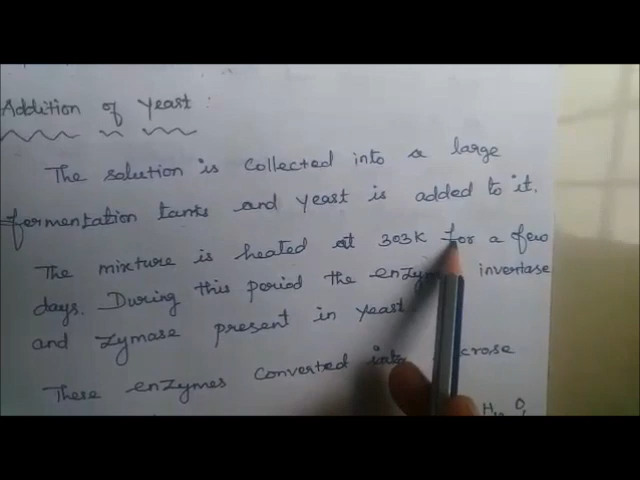 Addition of Yeast :
The solution is collected into a large
fermentation tanks and yeast is added to it.
The mixture is heated at 303K for a few
days. During this period the invertase
and zymase present in yeast
These enzymes converted into
H₁₂ O